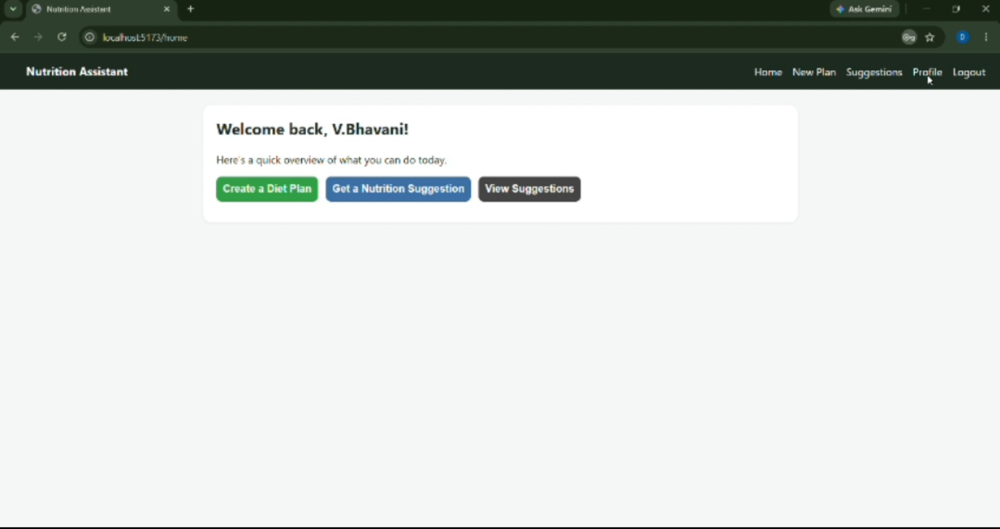 Nutrition Assistant
Ask Gemini
localhost:5173/home
D
Nutrition Assistant
Home New Plan Suggestions Profile Logout
Welcome back, V.Bhavani!
Here's a quick overview of what you can do today.
Create a Diet Plan Get a Nutrition Suggestion View Suggestions